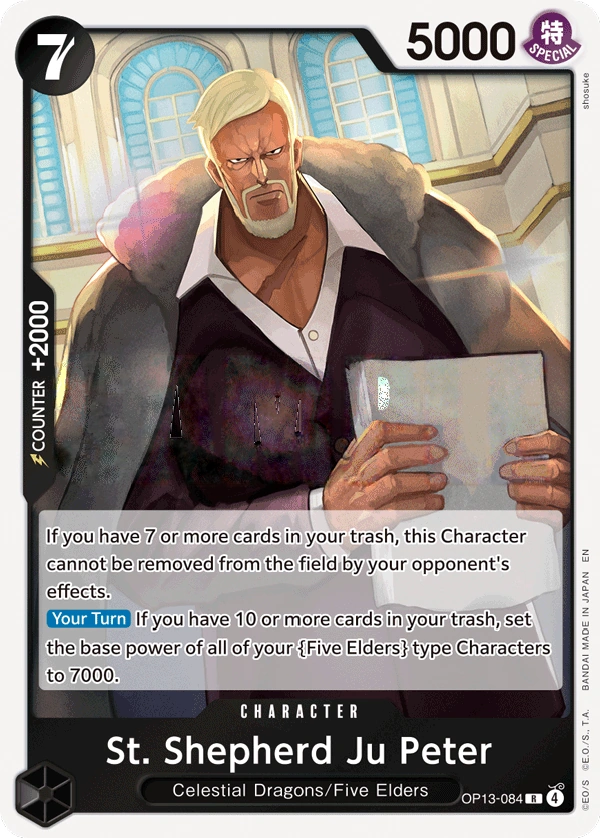 7
5000
特
SPECIAL
shosuke
COUNTER +2000
If you have 7 or more cards in your trash, this Character
cannot be removed from the field by your opponent's
effects.
Your Turn If you have 10 or more cards in your trash, set
the base power of all of your {Five Elders} type Characters
to 7000.
CHARACTER
St. Shepherd Ju Peter
Celestial Dragons/Five Elders
OP13-084 R 4
©E.O/S ©E.O./S., T.A. BANDAI MADE IN JAPAN EN